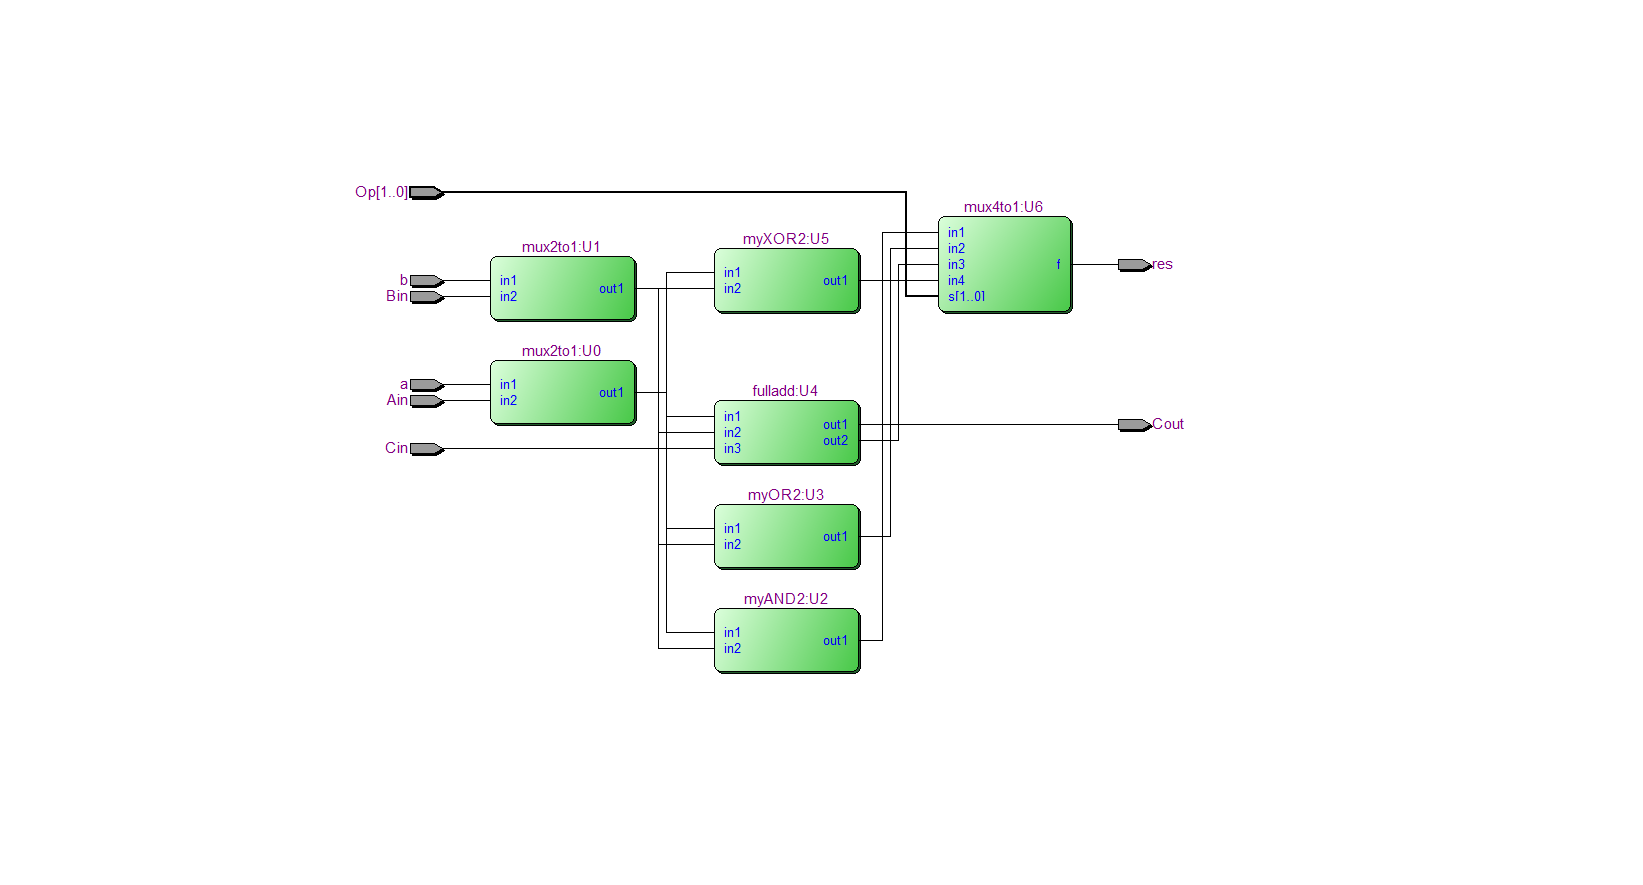 Op[1..0]
mux4to1:U6
in1
in2
in3
in4
s[1..0]
f
res
mux2to1:U1
b
Bin
in1
in2
out1
myXOR2:U5
in1
in2
out1
mux2to1:U0
a
Ain
in1
in2
out1
Cin
fulladd:U4
in1
in2
in3
out1
out2
Cout
myOR2:U3
in1
in2
out1
myAND2:U2
in1
in2
out1